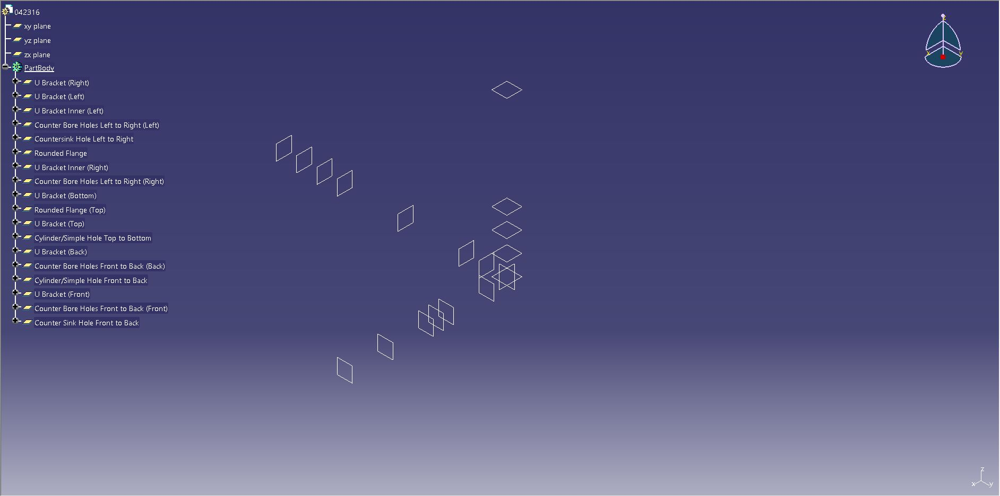 042316
xy plane
yz plane
zx plane
PartBody
U Bracket (Right)
U Bracket (Left)
U Bracket Inner (Left)
Counter Bore Holes Left to Right (Left)
Countersink Hole Left to Right
Rounded Flange
U Bracket Inner (Right)
Counter Bore Holes Left to Right (Right)
U Bracket (Bottom)
Rounded Flange (Top)
U Bracket (Top)
Cylinder/Simple Hole Top to Bottom
U Bracket (Back)
Counter Bore Holes Front to Back (Back)
Cylinder/Simple Hole Front to Back
U Bracket (Front)
Counter Bore Holes Front to Back (Front)
Counter Sink Hole Front to Back
z
x y
z
x y